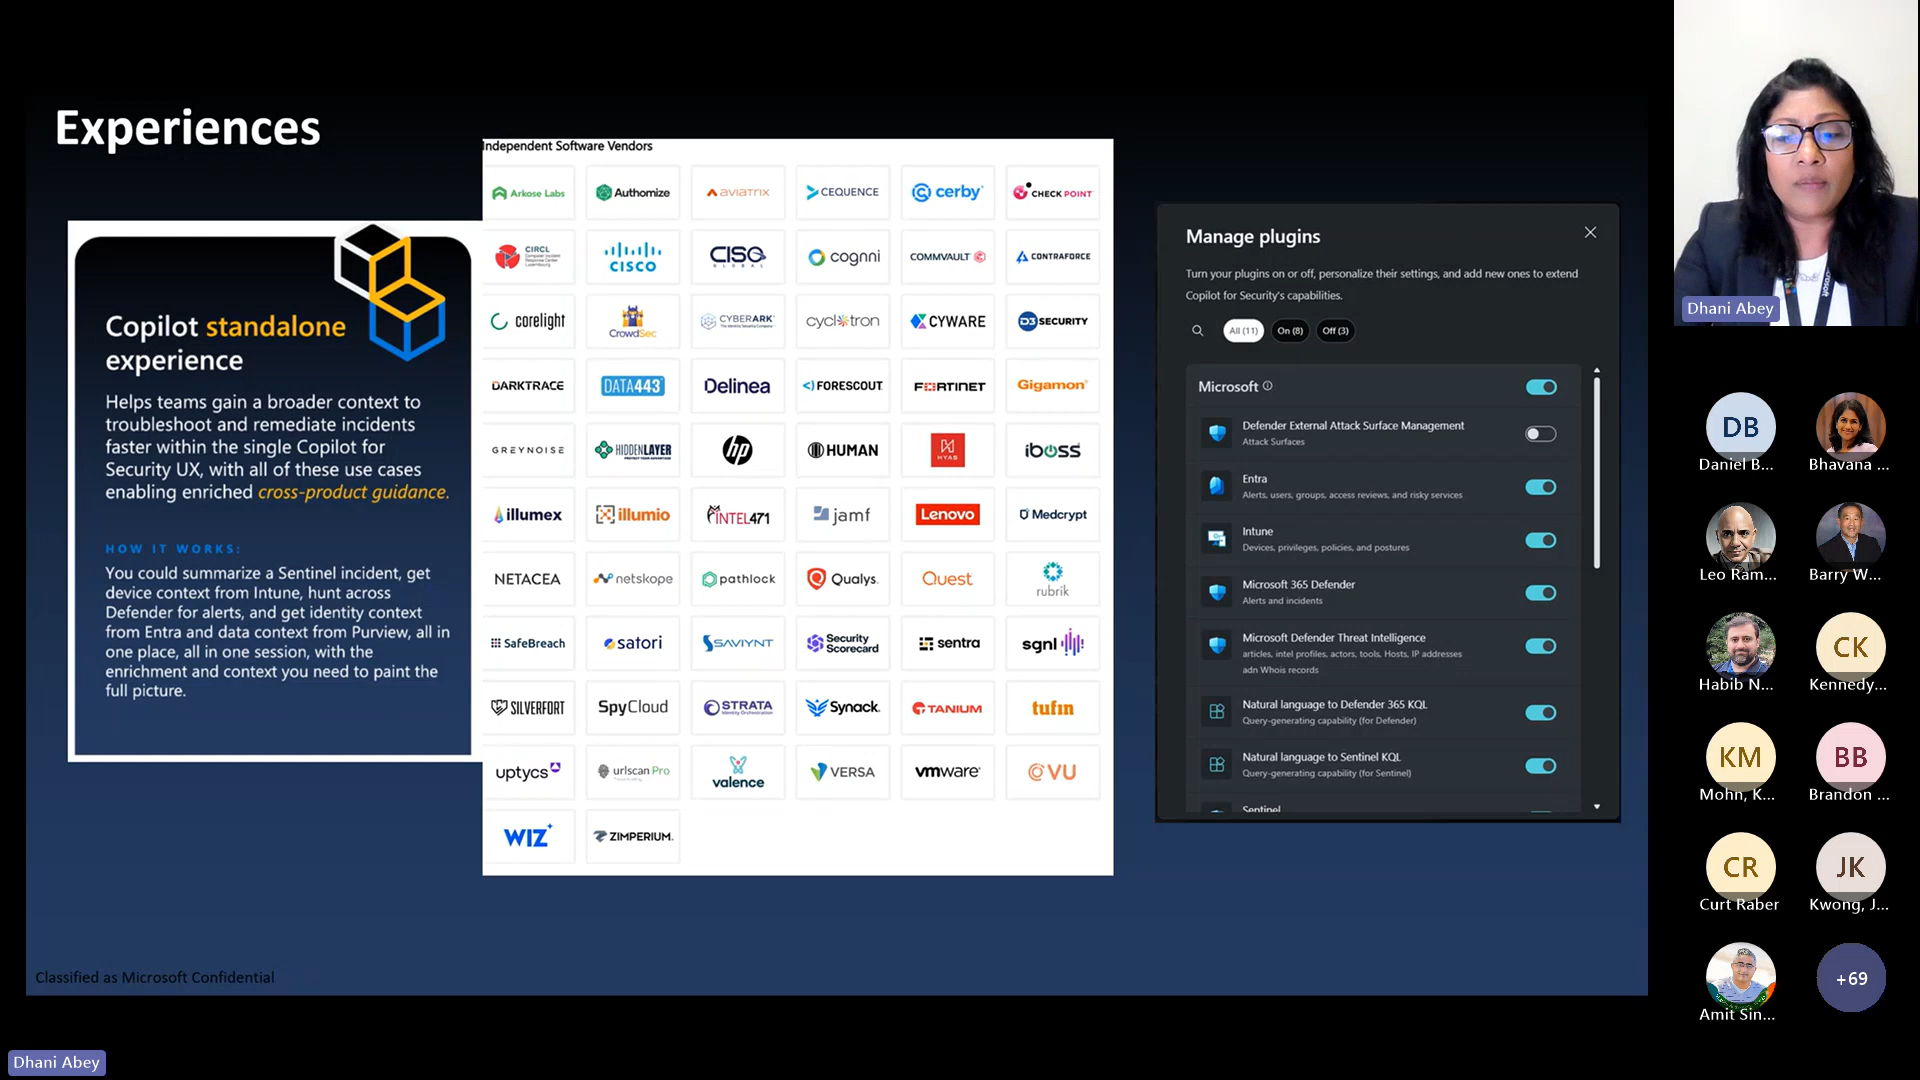 Experiences
Copilot standalone
experience
Helps teams gain a broader context to
troubleshoot and remediate incidents
faster within the single Copilot for
Security UX, with all of these use cases
enabling enriched cross-product guidance.
HOW IT WORKS:
You could summarize a Sentinel incident, get
device context from Intune, hunt across
Defender for alerts, and get identity context
from Entra and data context from Purview, all in
one place, all in one session, with the
enrichment and context you need to paint the
full picture.
Independent Software Vendors
Arkose Labs Authomize AVIATRIX CEQUENCE cerby CHECK POINT
CIRCL
Computer Incident
Response Center
Luxembourg
CISCO CISO GLOBAL cognni COMMVAULT CONTRAFORCE
corelight CrowdSec CYBERARK cyclotron CYWARE D3 SECURITY
DARKTRACE DATA443 Delinea FORESCOUT FORTINET Gigamon
GREYNOISE HIDDENLAYER hp HUMAN HYAS iboss
illumex illumio INTEL471 jamf Lenovo Medcrypt
NETACEA netskope pathlock Qualys. Quest rubrik
SafeBreach satori SAVIYNT Security Scorecard sentra sgnl
SILVERFORT SpyCloud STRATA Identity Orchestration Synack. TANIUM tufin
uptycs urlscan Pro valence VERSA vmware VU
WIZ ZIMPERIUM.
Manage plugins
Turn your plugins on or off, personalize their settings, and add new ones to extend
Copilot for Security's capabilities.
All (11) On (8) Off (3)
Microsoft
Defender External Attack Surface Management
Attack Surfaces
Entra
Alerts, users, groups, access reviews, and risky services
Intune
Devices, privileges, policies, and postures
Microsoft 365 Defender
Alerts and incidents
Microsoft Defender Threat Intelligence
articles, intel profiles, actors, tools, Hosts, IP addresses
adn Whois records
Natural language to Defender 365 KQL
Query-generating capability (for Defender)
Natural language to Sentinel KQL
Query-generating capability (for Sentinel)
Sentinel
Classified as Microsoft Confidential
Dhani Abey
Dhani Abey
DB
Daniel B... Bhavana ...
Leo Ram... Barry W...
CK
Habib N... Kennedy...
KM BB
Mohn, K... Brandon ...
CR JK
Curt Raber Kwong, J...
+69
Amit Sin...